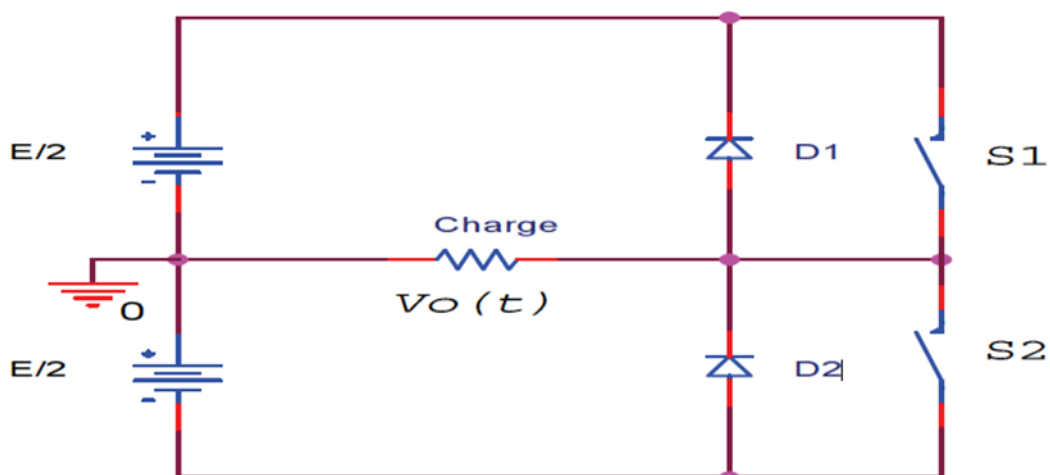 E/2
+
-
D1
S1
Charge
Vo(t)
0
E/2
+
-
D2
S2